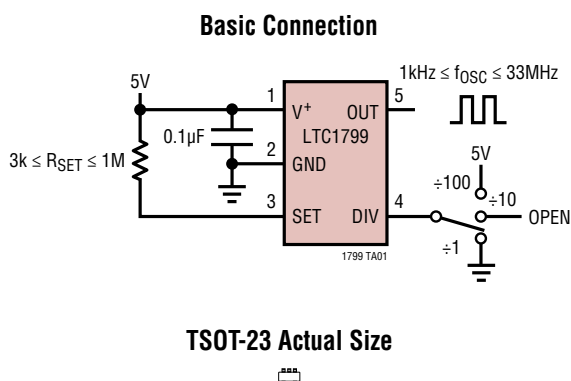 Basic Connection
1kHz ≤ fOSC ≤ 33MHz
5V
1
V+
OUT
5
3k ≤ RSET ≤ 1M
0.1µF
LTC1799
2
GND
5V
÷100
÷10
3
SET
DIV
4
OPEN
÷1
1799 TA01
TSOT-23 Actual Size